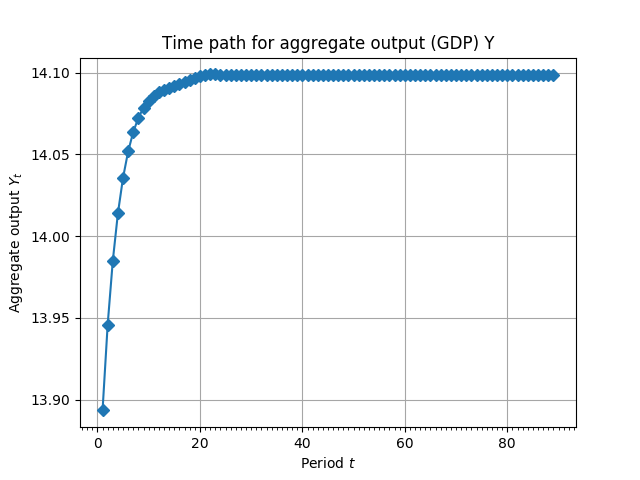 Time path for aggregate output (GDP) Y
14.10
14.05
14.00
13.95
13.90
Aggregate output Yₜ
0 20 40 60 80
Period t